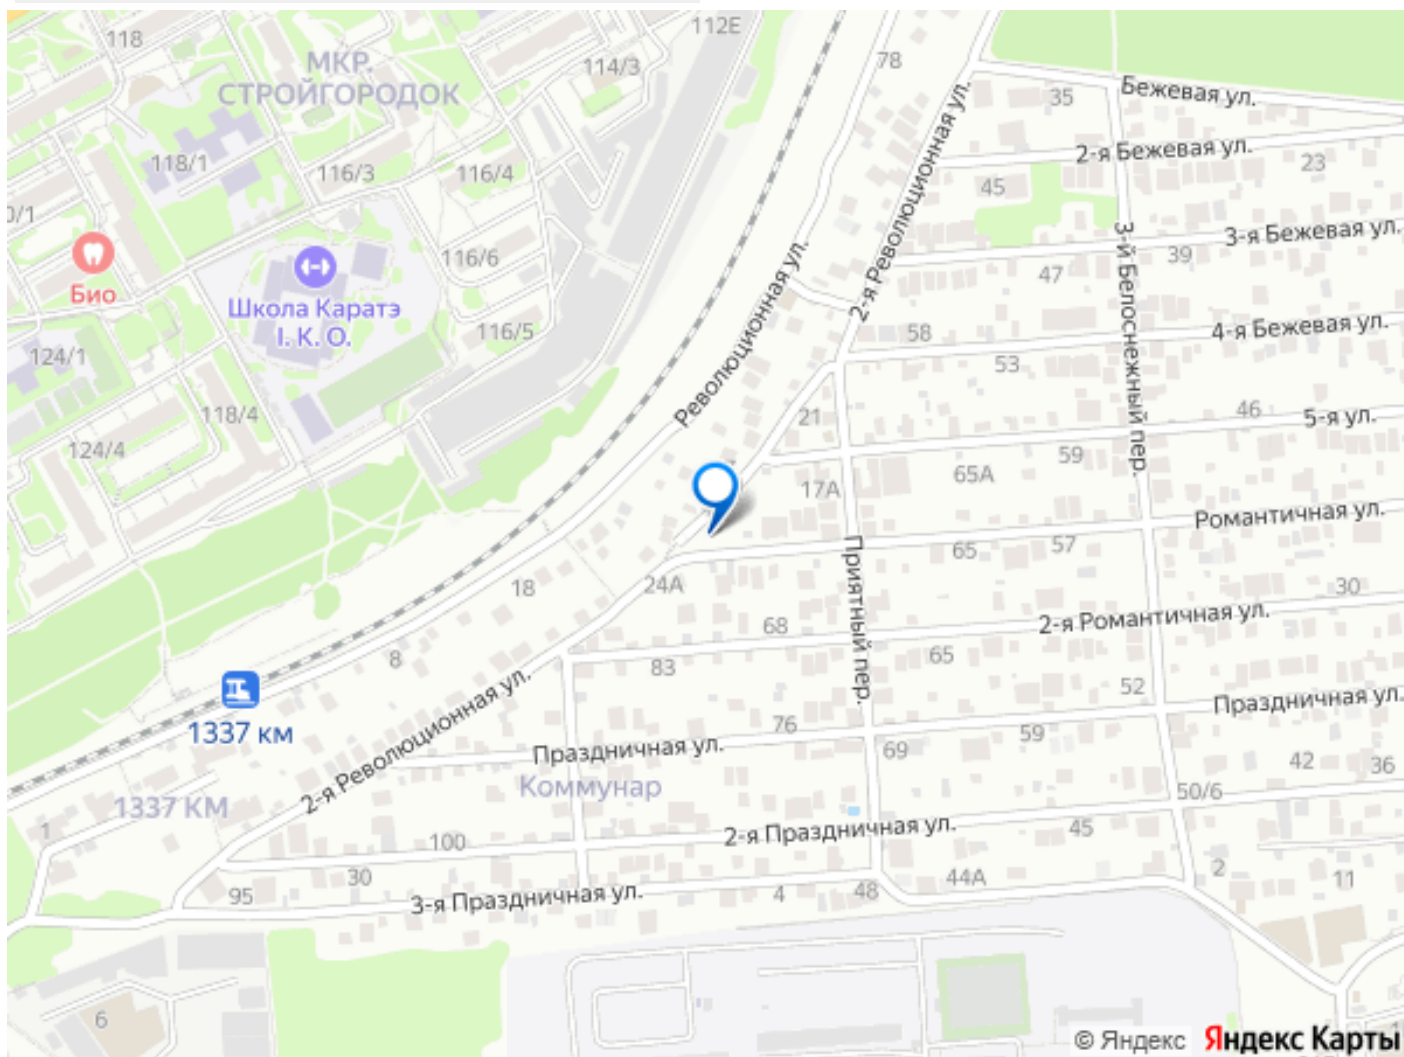 118
112Е
МКР.
СТРОЙГОРОДОК
114/3
78
35
Бежевая ул.
2-я Бежевая ул.
118/1
116/3
116/4
45
23
0/1
2-я Революционная ул.
3-й Белоснежный пер.
3-я Бежевая ул.
39
116/6
47
Био
Школа Каратэ
I. K. O.
Революционная ул.
116/5
58
4-я Бежевая ул.
53
124/1
118/4
21
46
5-я ул.
124/4
59
65А
17А
Романтичная ул.
57
65
Приятный пер.
18
24А
30
2-я Романтичная ул.
68
65
8
83
52
2-я Революционная ул.
1337 км
Праздничная ул.
76
59
69
Праздничная ул.
42
36
Коммунар
50/6
1337 КМ
1
2-я Праздничная ул.
45
100
30
95
3-я Праздничная ул.
4
48
44А
2
11
6
© Яндекс Яндекс Карты